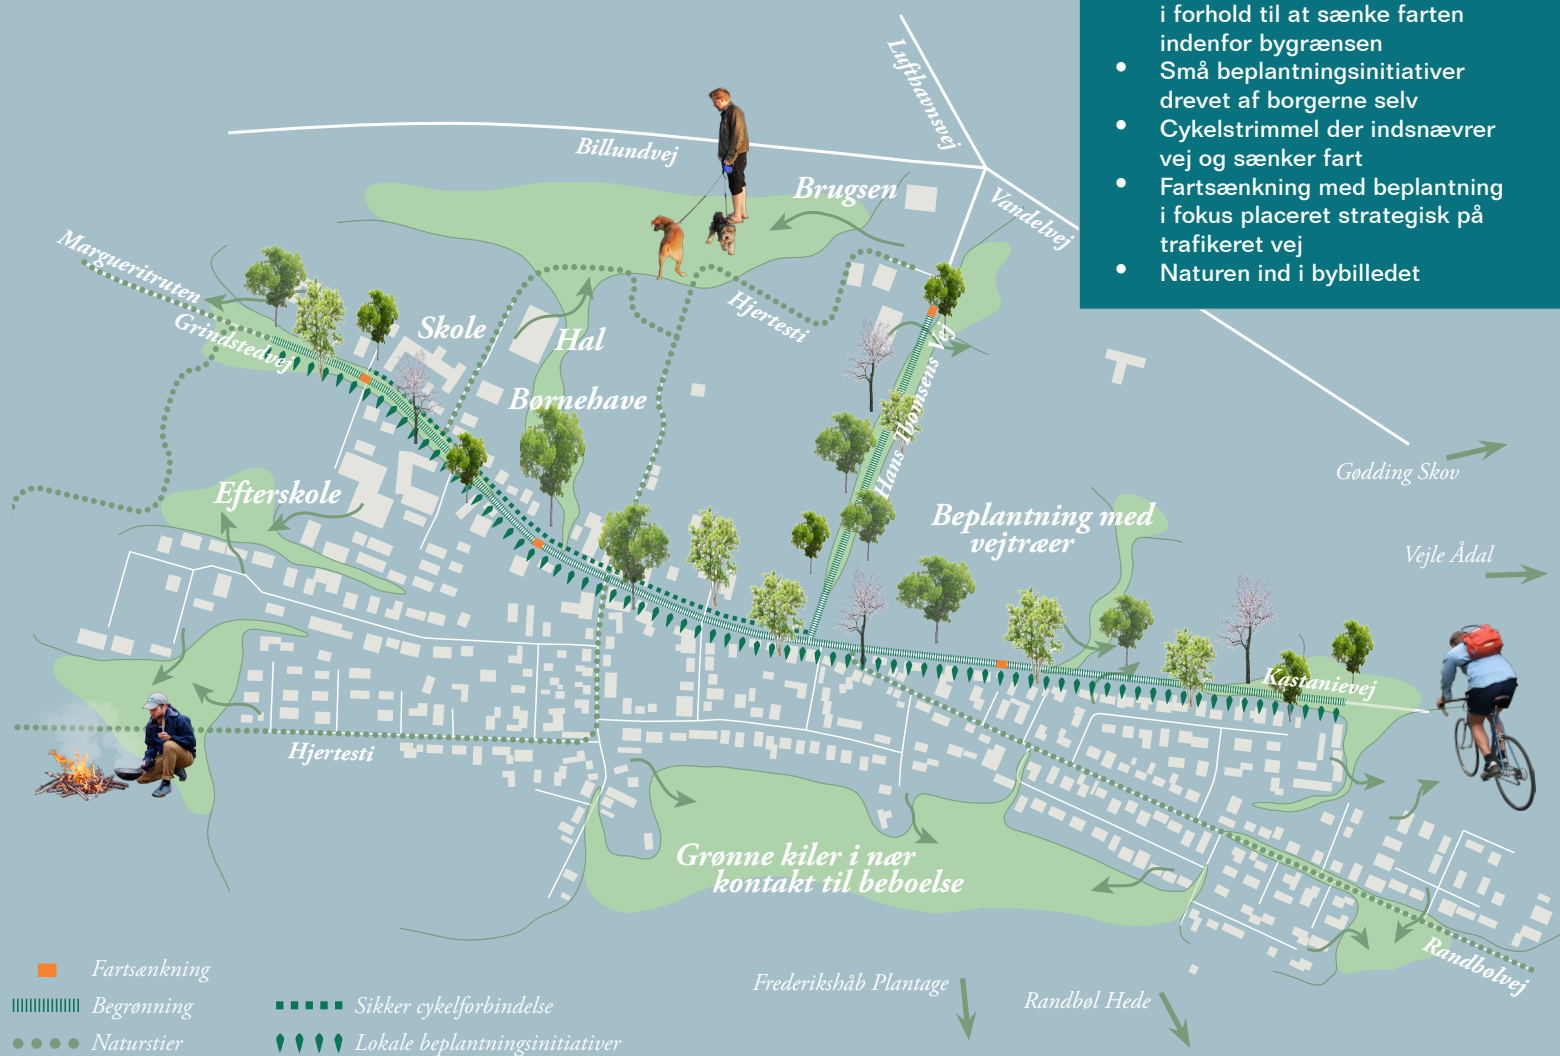 i forhold til at sænke farten
indenfor bygrænsen
• Små beplantningsinitiativer
drevet af borgerne selv
• Cykelstrimmel der indsnævrer
vej og sænker fart
• Fartsænkning med beplantning
i fokus placeret strategisk på
trafikeret vej
• Naturen ind i bybilledet
Lufthavnsvej
Billundvej
Brugsen
Vandelvej
Margueritruten
Grindstedvej
Skole
Hal
Hjertesti
Børnehave
Hans Thomsens Vej
Gødding Skov
Efterskole
Beplantning med
vejtræer
Vejle Ådal
Kastanievej
Hjertesti
Grønne kiler i nær
kontakt til beboelse
Randbølvej
Frederikshåb Plantage
Randbøl Hede
Fartsænkning
Begrønning
Naturstier
Sikker cykelforbindelse
Lokale beplantningsinitiativer